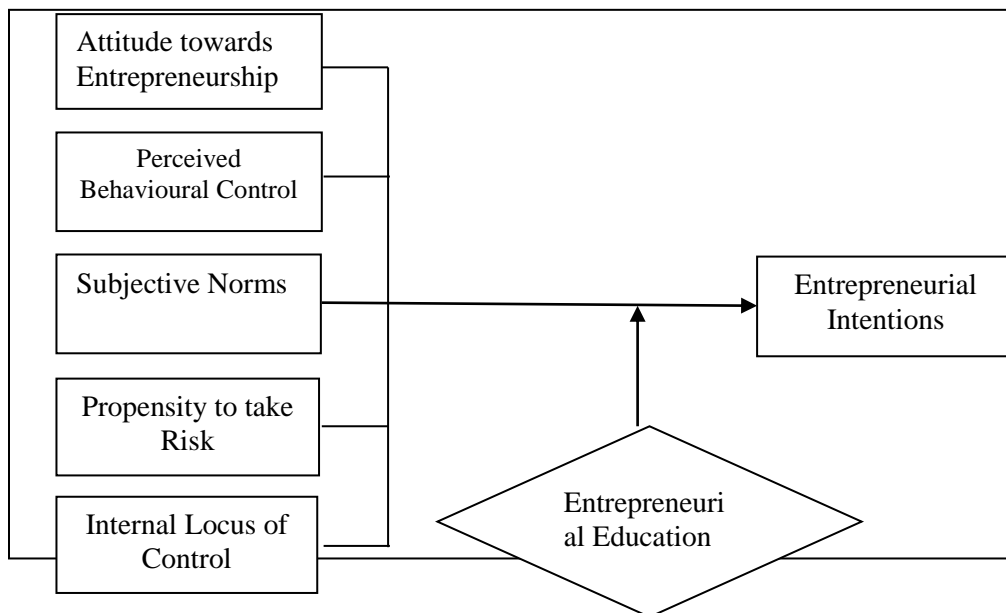 Attitude towards
Entrepreneurship
Perceived
Behavioural Control
Subjective Norms
Entrepreneurial
Intentions
Propensity to take
Risk
Entrepreneuri
al Education
Internal Locus of
Control